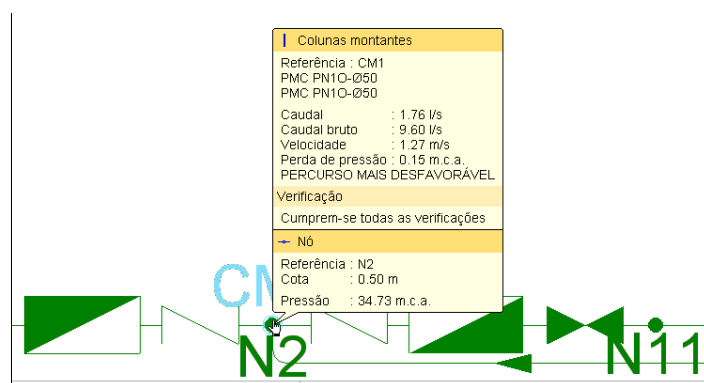 Colunas montantes
Referência : CM1
PMC PN1O-Ø50
PMC PN1O-Ø50
Caudal : 1.76 l/s
Caudal bruto : 9.60 l/s
Velocidade : 1.27 m/s
Perda de pressão : 0.15 m.c.a.
PERCURSO MAIS DESFAVORÁVEL
Verificação
Cumprem-se todas as verificações
Nó
Referência : N2
Cota : 0.50 m
Pressão : 34.73 m.c.a.
N2
N11